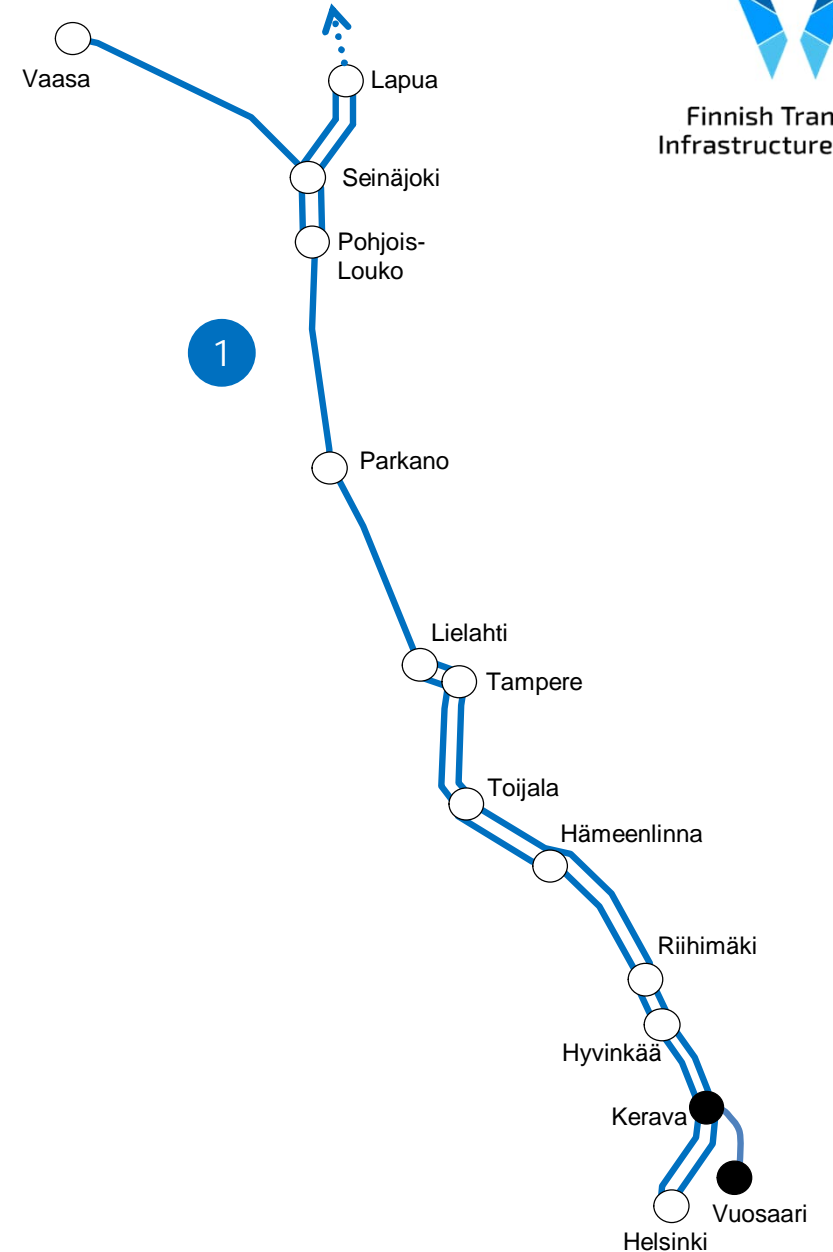 Vaasa
Lapua
Finnish Tran
Infrastructure
Seinäjoki
Pohjois-
Louko
1
Parkano
Lielahti
Tampere
Toijala
Hämeenlinna
Riihimäki
Hyvinkää
Kerava
Vuosaari
Helsinki